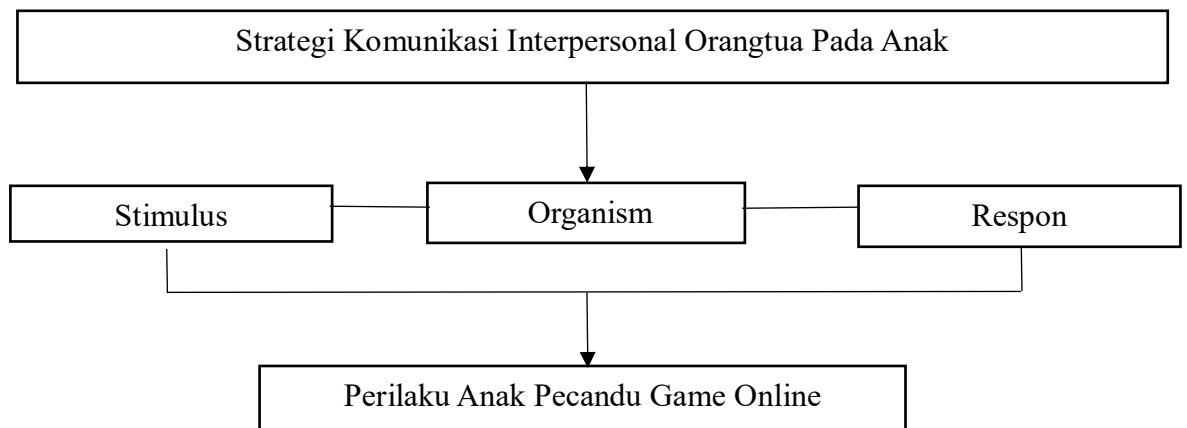 Strategi Komunikasi Interpersonal Orangtua Pada Anak
Stimulus
Organism
Respon
Perilaku Anak Pecandu Game Online